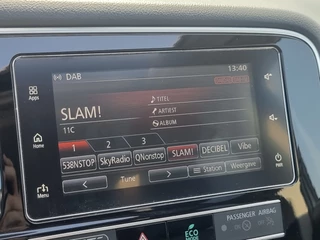 DAB
13:40
Apps
SLAM!
TITEL
ARTIEST
ALBUM
11C
Home
1 2 3
538NSTOP SkyRadio QNonstop SLAM! DECIBEL Vibe
< Tune > Station Weergave
Menu
PWR
ECO
PASSENGER AIRBAG